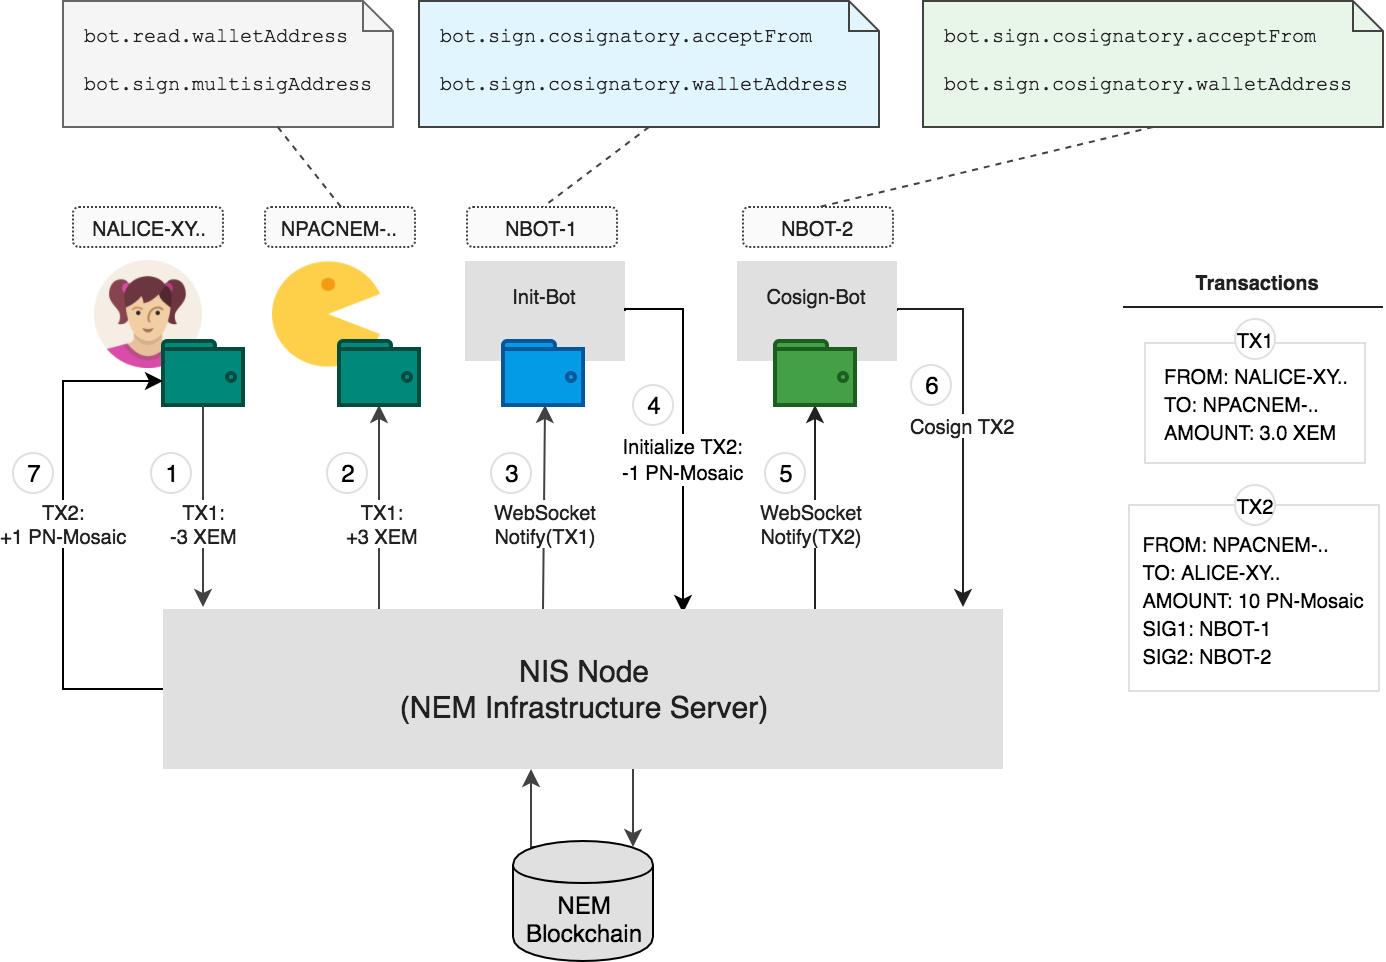 bot.read.walletAddress
bot.sign.multisigAddress
bot.sign.cosignatory.acceptFrom
bot.sign.cosignatory.walletAddress
bot.sign.cosignatory.acceptFrom
bot.sign.cosignatory.walletAddress
NALICE-XY..
NPACNEM-..
NBOT-1
NBOT-2
Init-Bot
Cosign-Bot
7
TX2:
+1 PN-Mosaic
1
TX1:
-3 XEM
2
TX1:
+3 XEM
3
WebSocket
Notify(TX1)
4
Initialize TX2:
-1 PN-Mosaic
5
WebSocket
Notify(TX2)
6
Cosign TX2
NIS Node
(NEM Infrastructure Server)
NEM
Blockchain
Transactions
TX1
FROM: NALICE-XY..
TO: NPACNEM-..
AMOUNT: 3.0 XEM
TX2
FROM: NPACNEM-..
TO: ALICE-XY..
AMOUNT: 10 PN-Mosaic
SIG1: NBOT-1
SIG2: NBOT-2